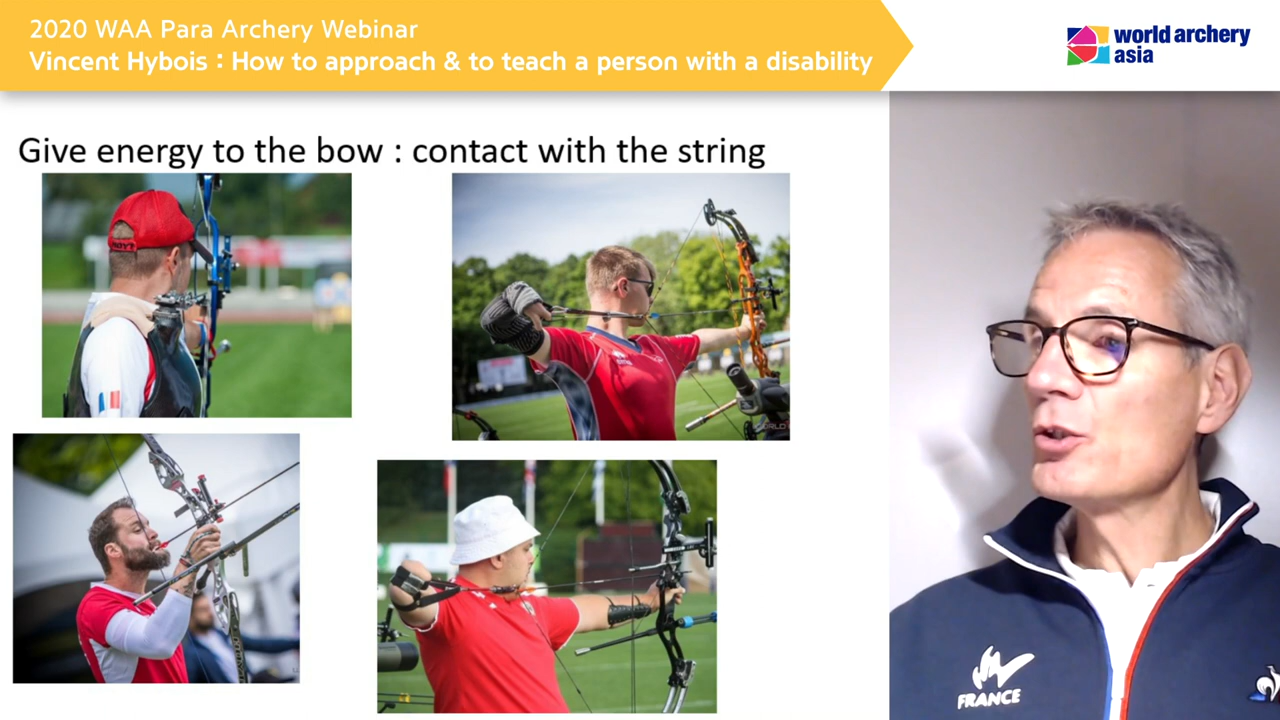 2020 WAA Para Archery Webinar
Vincent Hybois : How to approach & to teach a person with a disability
world archery
asia
Give energy to the bow : contact with the string
HOYT
FRANCE